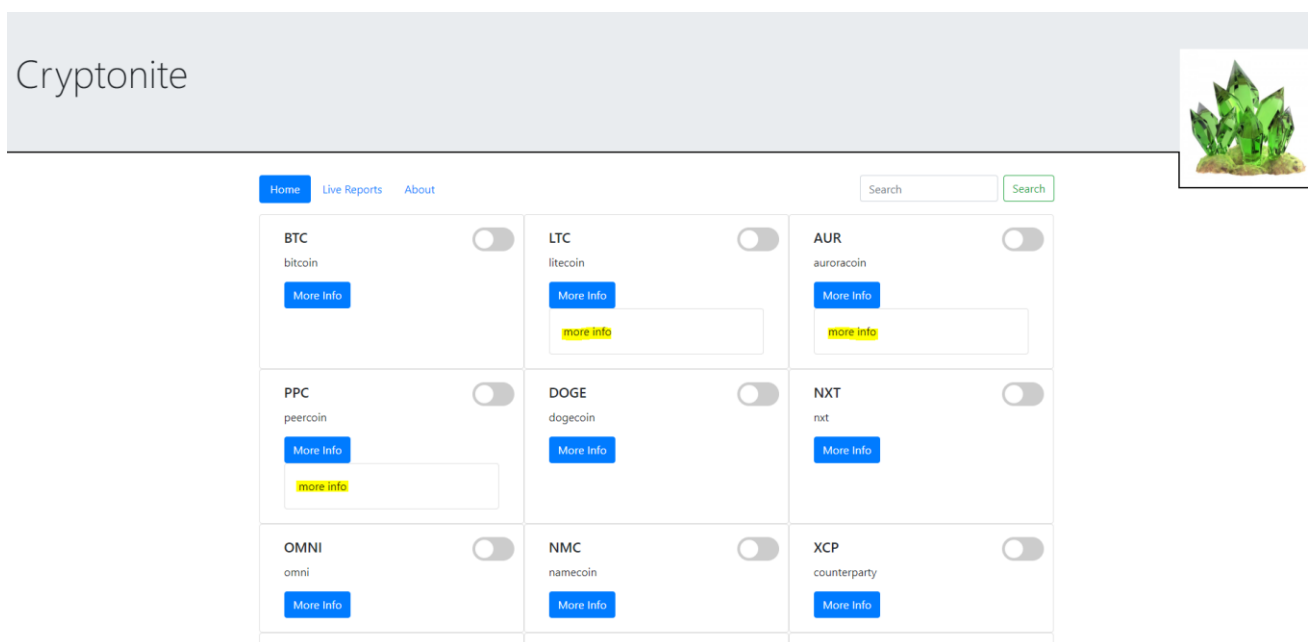 Cryptonite
Home Live Reports About Search Search
BTC
bitcoin
More Info
LTC
litecoin
More Info
more info
AUR
auroracoin
More Info
more info
PPC
peercoin
More Info
more info
DOGE
dogecoin
More Info
NXT
nxt
More Info
OMNI
omni
More Info
NMC
namecoin
More Info
XCP
counterparty
More Info